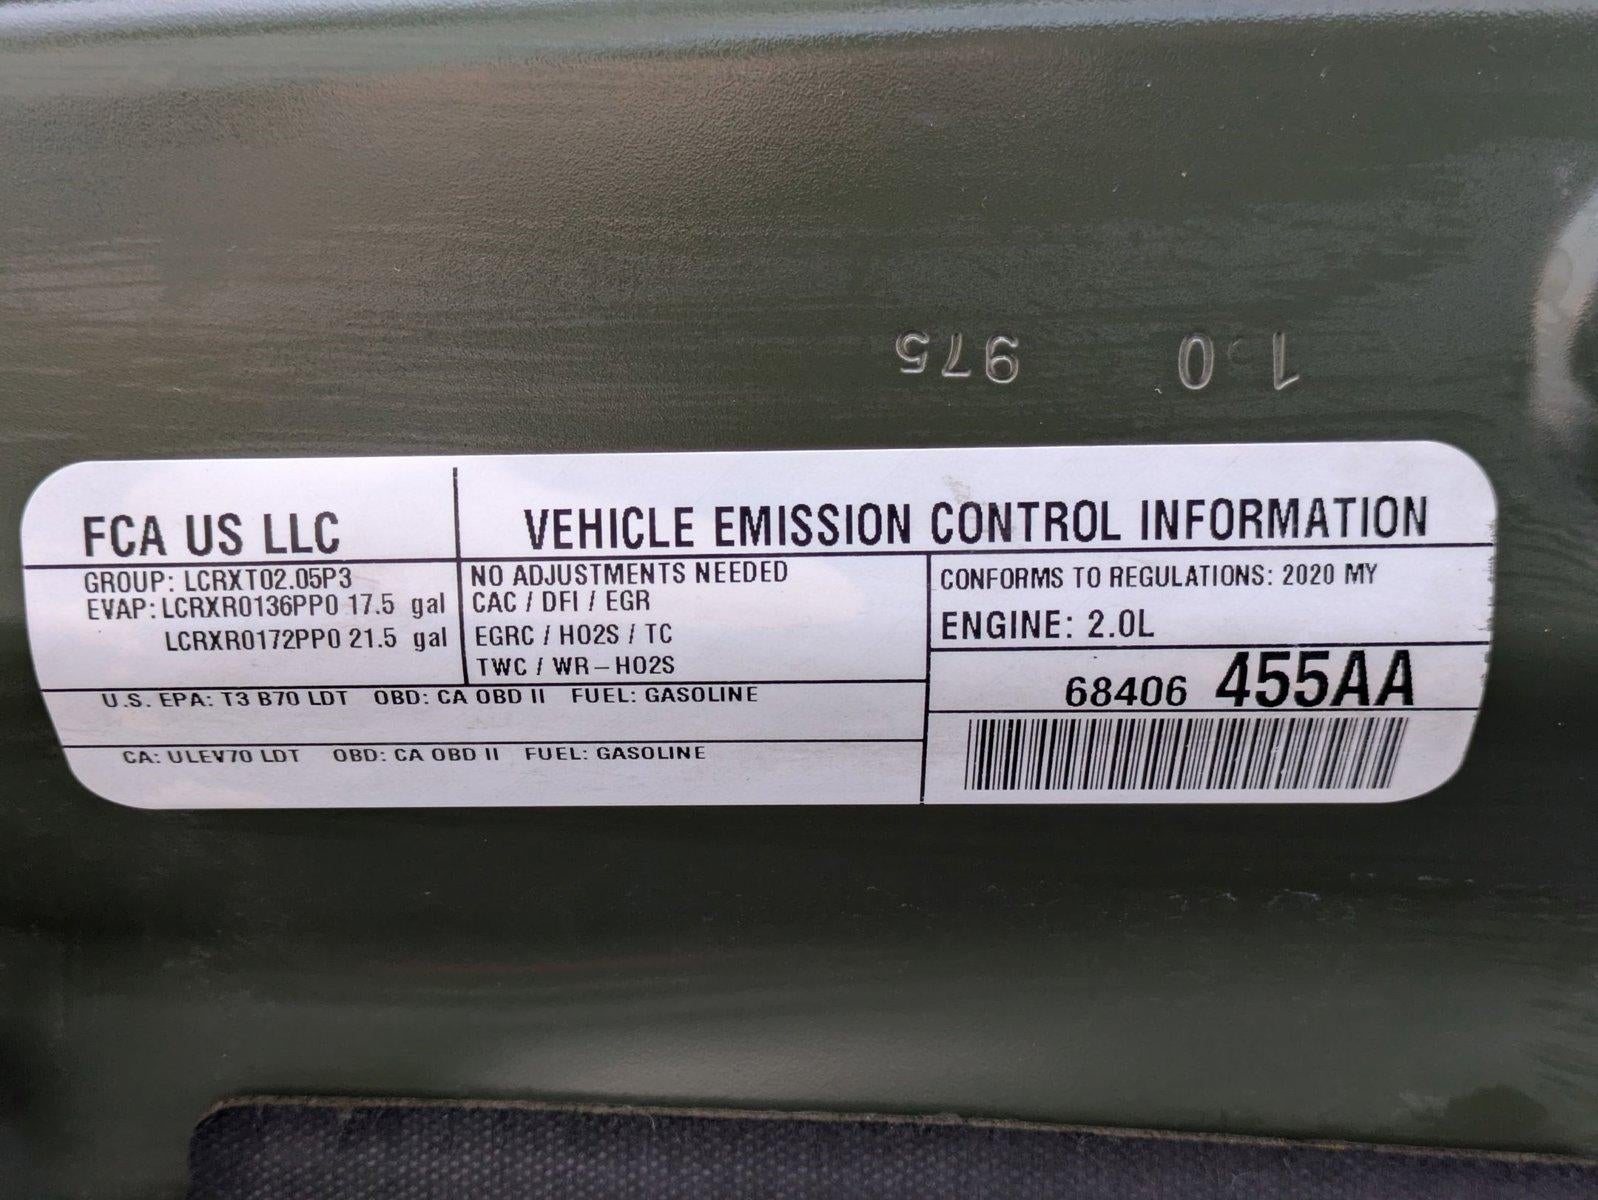 975 0 1
FCA US LLC
VEHICLE EMISSION CONTROL INFORMATION
GROUP: LCRXT02.05P3
EVAP: LCRXR0136PP0 17.5 gal
LCRXR0172PP0 21.5 gal
NO ADJUSTMENTS NEEDED
CAC / DFI / EGR
EGRC / HO2S / TC
TWC / WR-HO2S
CONFORMS TO REGULATIONS: 2020 MY
ENGINE: 2.0L
68406 455AA
U.S. EPA: T3 B70 LDT OBD: CA OBD II FUEL: GASOLINE
CA: ULEV70 LDT OBD: CA OBD II FUEL: GASOLINE